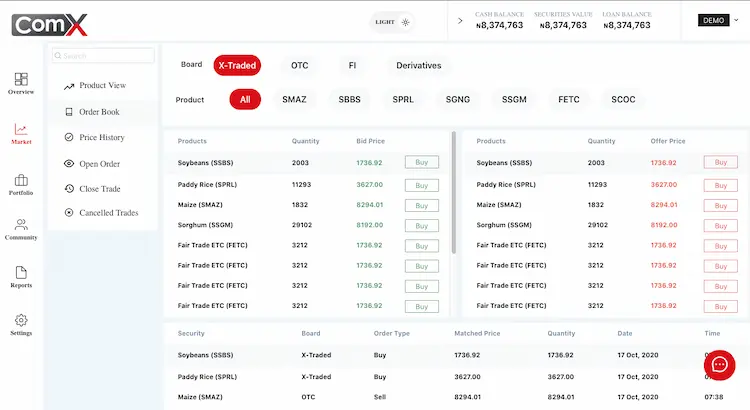 ComX
LIGHT
CASH BALANCE SECURITIES VALUE LOAN BALANCE
₦8,374,763 ₦8,374,763 ₦8,374,763
DEMO
Search
Overview
Market
Portfolio
Community
Reports
Settings
Product View
Order Book
Price History
Open Order
Close Trade
Cancelled Trades
Board X-Traded OTC FI Derivatives
Product All SMAZ SBBS SPRL SGNG SSGM FETC SCOC
Products Quantity Bid Price
Soybeans (SSBS) 2003 1736.92 Buy
Paddy Rice (SPRL) 11293 3627.00 Buy
Maize (SMAZ) 1832 8294.01 Buy
Sorghum (SSGM) 29102 8192.00 Buy
Fair Trade ETC (FETC) 3212 1736.92 Buy
Fair Trade ETC (FETC) 3212 1736.92 Buy
Fair Trade ETC (FETC) 3212 1736.92 Buy
Fair Trade ETC (FETC) 3212 1736.92 Buy
Products Quantity Offer Price
Soybeans (SSBS) 2003 1736.92 Buy
Paddy Rice (SPRL) 11293 3627.00 Buy
Maize (SMAZ) 1832 8294.01 Buy
Sorghum (SSGM) 29102 8192.00 Buy
Fair Trade ETC (FETC) 3212 1736.92 Buy
Fair Trade ETC (FETC) 3212 1736.92 Buy
Fair Trade ETC (FETC) 3212 1736.92 Buy
Fair Trade ETC (FETC) 3212 1736.92 Buy
Security Board Order Type Matched Price Quantity Date Time
Soybeans (SSBS) X-Traded Buy 1736.92 1736.92 17 Oct, 2020
Paddy Rice (SPRL) X-Traded Buy 3627.00 3627.00 17 Oct, 2020
Maize (SMAZ) OTC Sell 8294.01 8294.01 17 Oct, 2020 07:38